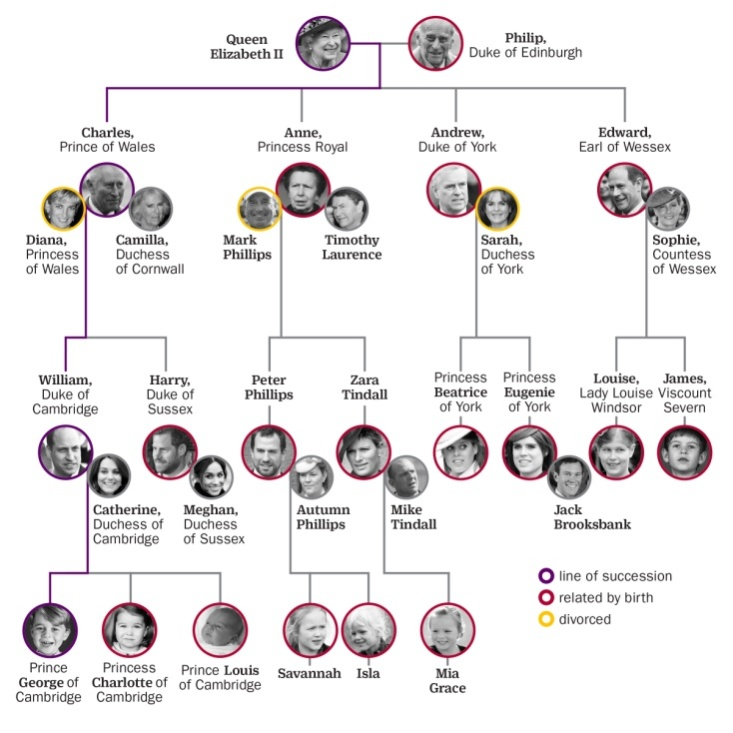 Queen
Elizabeth II
Philip,
Duke of Edinburgh
Charles,
Prince of Wales
Anne,
Princess Royal
Andrew,
Duke of York
Edward,
Earl of Wessex
Diana,
Princess
of Wales
Camilla,
Duchess
of Cornwall
Mark
Phillips
Timothy
Laurence
Sarah,
Duchess
of York
Sophie,
Countess
of Wessex
William,
Duke of
Cambridge
Harry,
Duke of
Sussex
Peter
Phillips
Zara
Tindall
Princess
Beatrice
of York
Princess
Eugenie
of York
Louise,
Lady Louise
Windsor
James,
Viscount
Severn
Catherine,
Duchess of
Cambridge
Meghan,
Duchess
of Sussex
Autumn
Phillips
Mike
Tindall
Jack
Brooksbank
line of succession
related by birth
divorced
Prince
George of
Cambridge
Princess
Charlotte of
Cambridge
Prince Louis
of Cambridge
Savannah
Isla
Mia
Grace